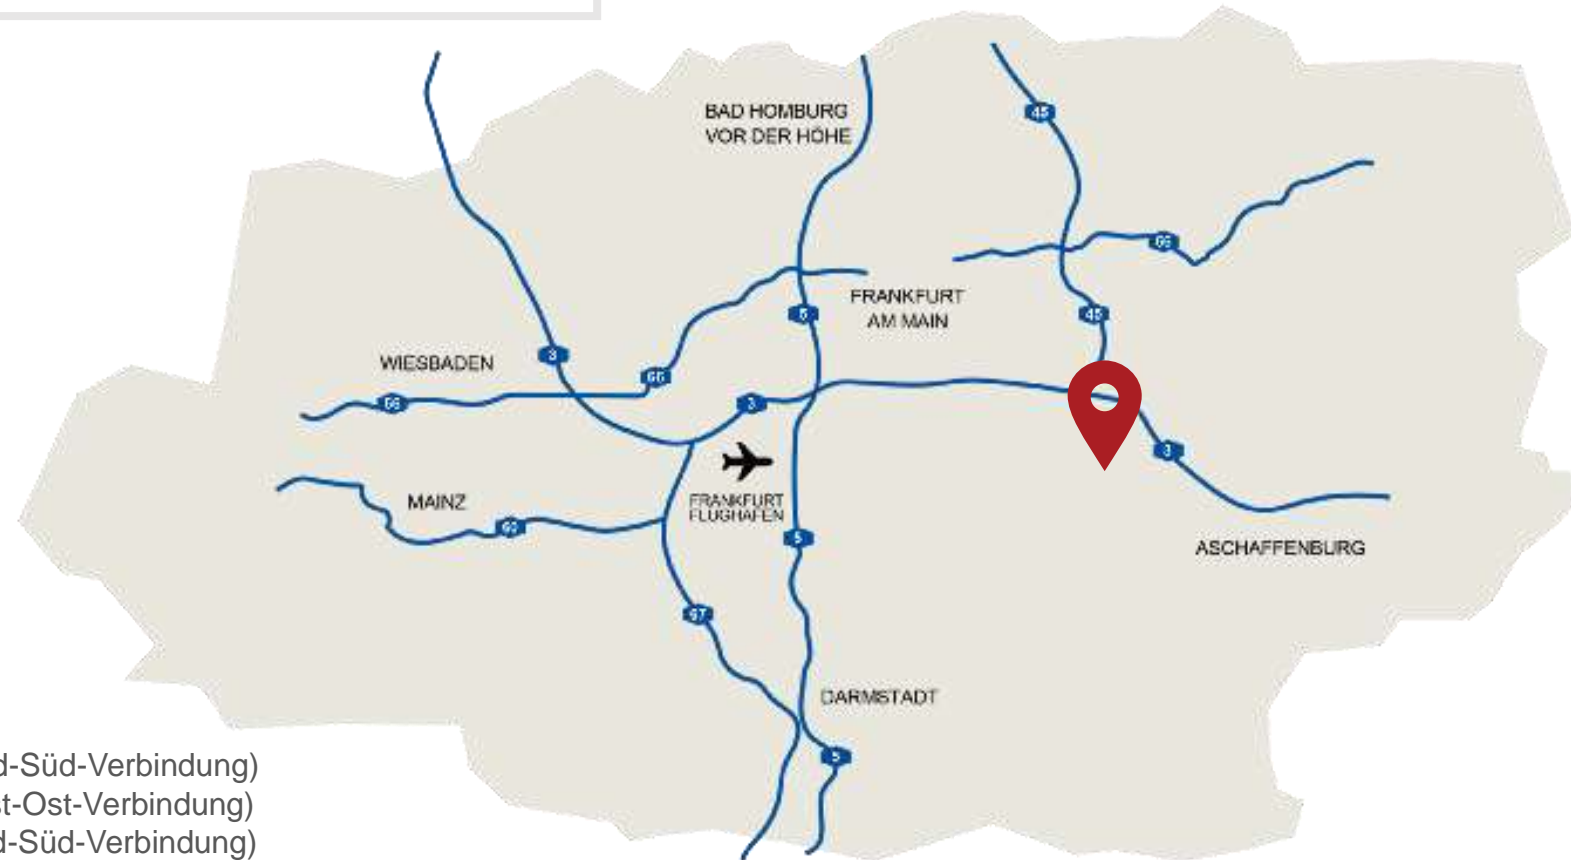 45
BAD HOMBURG
VOR DER HÖHE
66
FRANKFURT
AM MAIN
5
45
3
WIESBADEN
66
66
3
3
FRANKFURT
FLUGHAFEN
MAINZ
60
5
ASCHAFFENBURG
67
DARMSTADT
5
d-Süd-Verbindung)
st-Ost-Verbindung)
d-Süd-Verbindung)